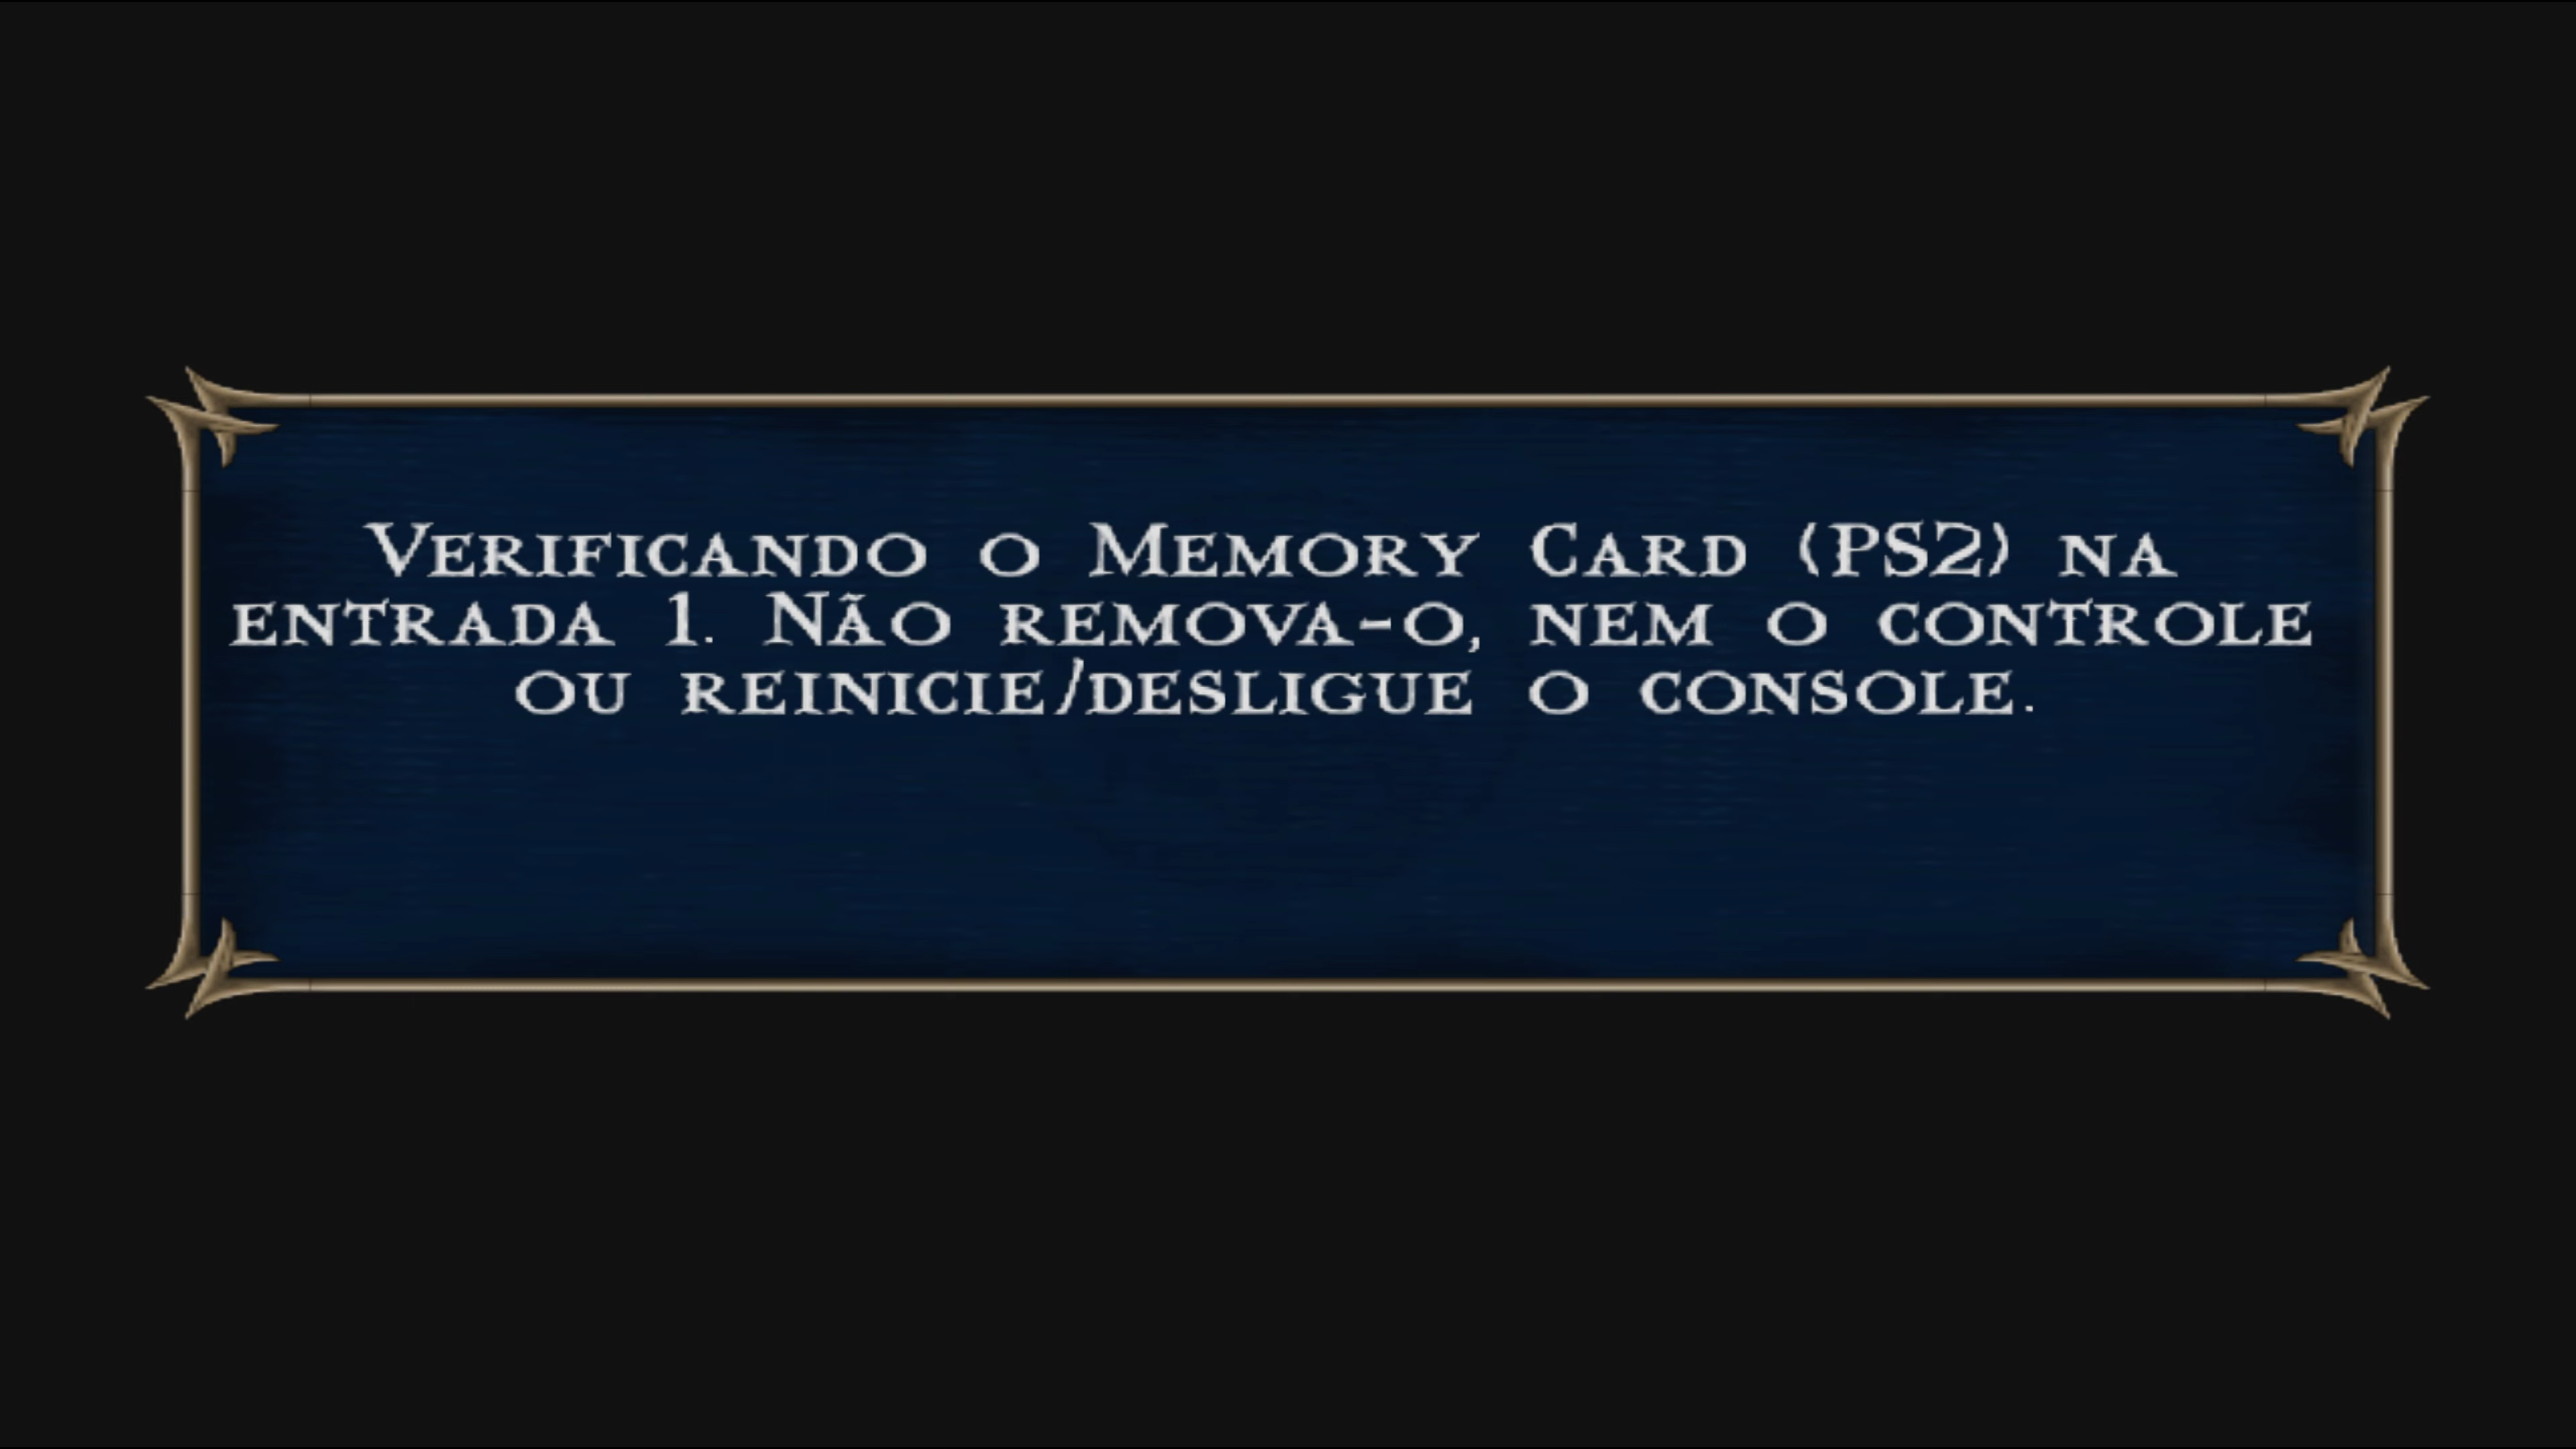 Verificando o Memory Card (PS2) na
entrada 1. Não remova-o, nem o controle
ou reinicie/desligue o console.